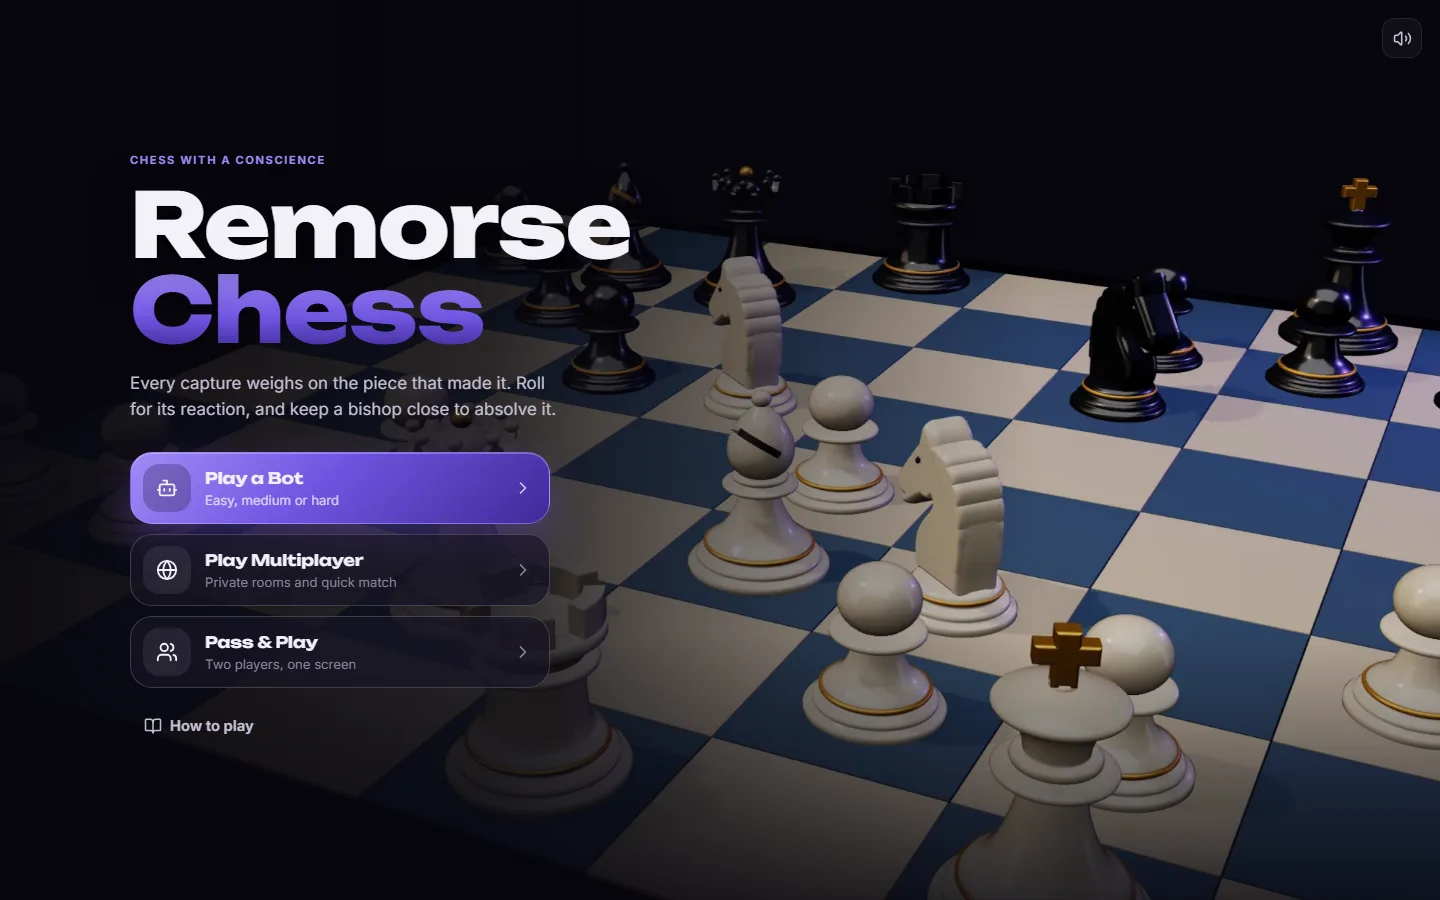 CHESS WITH A CONSCIENCE
Remorse
Chess
Every capture weighs on the piece that made it. Roll
for its reaction, and keep a bishop close to absolve it.
Play a Bot
Easy, medium or hard
Play Multiplayer
Private rooms and quick match
Pass & Play
Two players, one screen
How to play